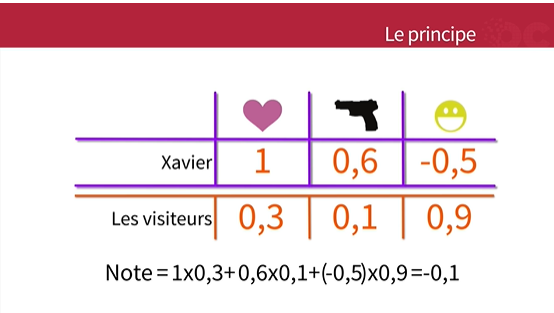 Le principe
Xavier 1 0,6 -0,5
Les visiteurs 0,3 0,1 0,9
Note = 1x0,3+0,6x0,1+(-0,5)x0,9=-0,1